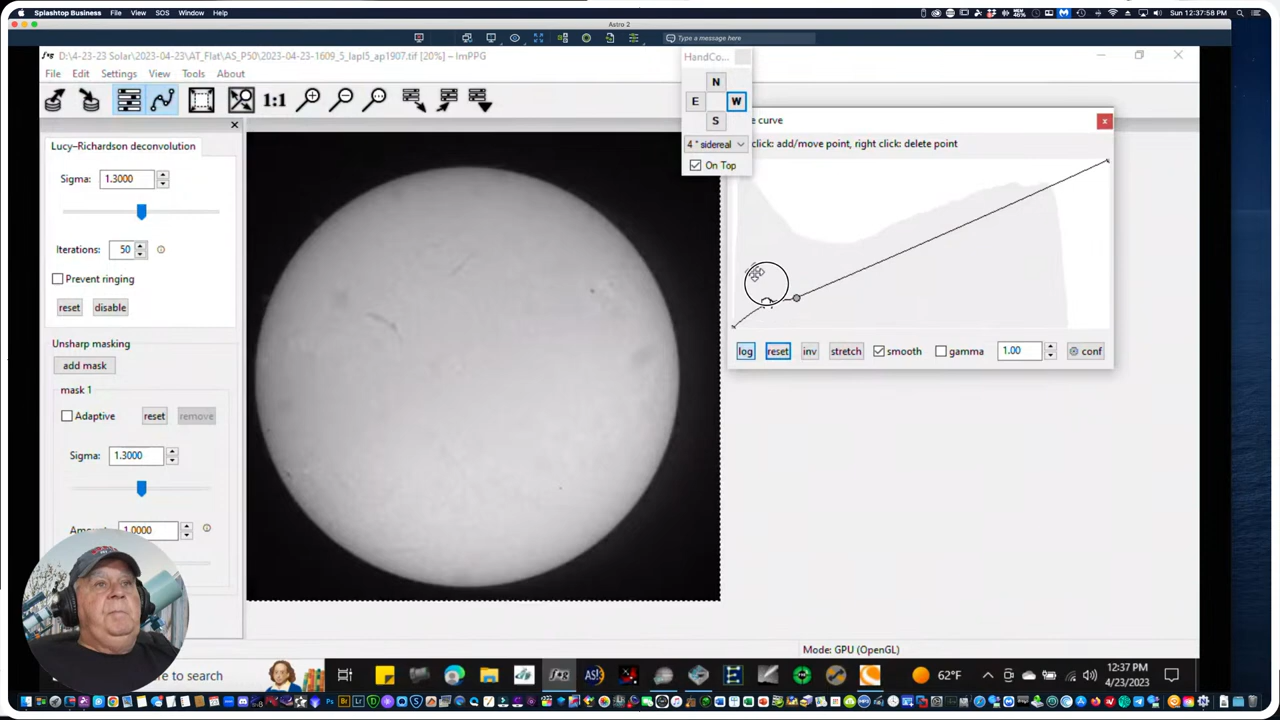 Splashtop Business File View SOS Window Help
Sun 12:37:58
Astro 2
Type a message here
D:\4-23-23 Solar\2023-04-23\AT_Flat\AS_P50\2023-04-23-1609_5_lapl5_ap1907.tif [20%] - ImPPG
HandCo...
File Edit Settings View Tools About
1:1
N
E W
S
4 " sidereal
On Top
e curve
click: add/move point, right click: delete point
Lucy–Richardson deconvolution
Sigma: 1.3000
Iterations: 50
Prevent ringing
reset disable
log reset inv stretch smooth gamma 1.00 conf
Unsharp masking
add mask
mask 1
Adaptive reset remove
Sigma: 1.3000
1.0000
Mode: GPU (OpenGL)
ere to search
62°F
12:37 PM
4/23/2023